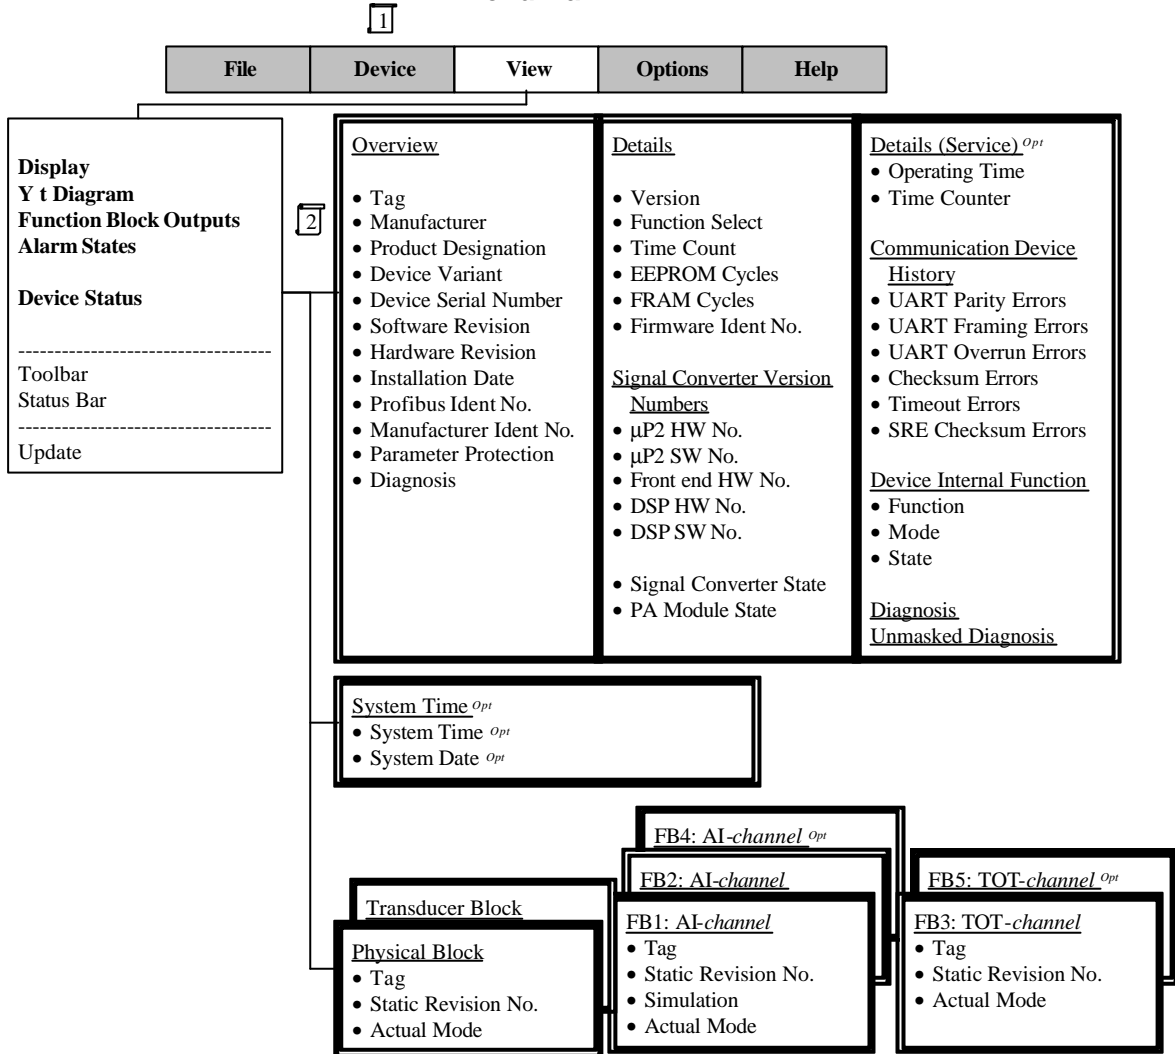 1
File Device View Options Help
Display
Y t Diagram
Function Block Outputs
Alarm States
Device Status
-----------------------------------
Toolbar
Status Bar
-----------------------------------
Update
2
Overview
• Tag
• Manufacturer
• Product Designation
• Device Variant
• Device Serial Number
• Software Revision
• Hardware Revision
• Installation Date
• Profibus Ident No.
• Manufacturer Ident No.
• Parameter Protection
• Diagnosis
Details
• Version
• Function Select
• Time Count
• EEPROM Cycles
• FRAM Cycles
• Firmware Ident No.
Signal Converter Version
Numbers
• µP2 HW No.
• µP2 SW No.
• Front end HW No.
• DSP HW No.
• DSP SW No.
• Signal Converter State
• PA Module State
Details (Service) Opt
• Operating Time
• Time Counter
Communication Device
History
• UART Parity Errors
• UART Framing Errors
• UART Overrun Errors
• Checksum Errors
• Timeout Errors
• SRE Checksum Errors
Device Internal Function
• Function
• Mode
• State
Diagnosis
Unmasked Diagnosis
System Time Opt
• System Time Opt
• System Date Opt
Transducer Block
Physical Block
• Tag
• Static Revision No.
• Actual Mode
FB4: AI-channel Opt
FB2: AI-channel
FB1: AI-channel
• Tag
• Static Revision No.
• Simulation
• Actual Mode
FB5: TOT-channel Opt
FB3: TOT-channel
• Tag
• Static Revision No.
• Actual Mode